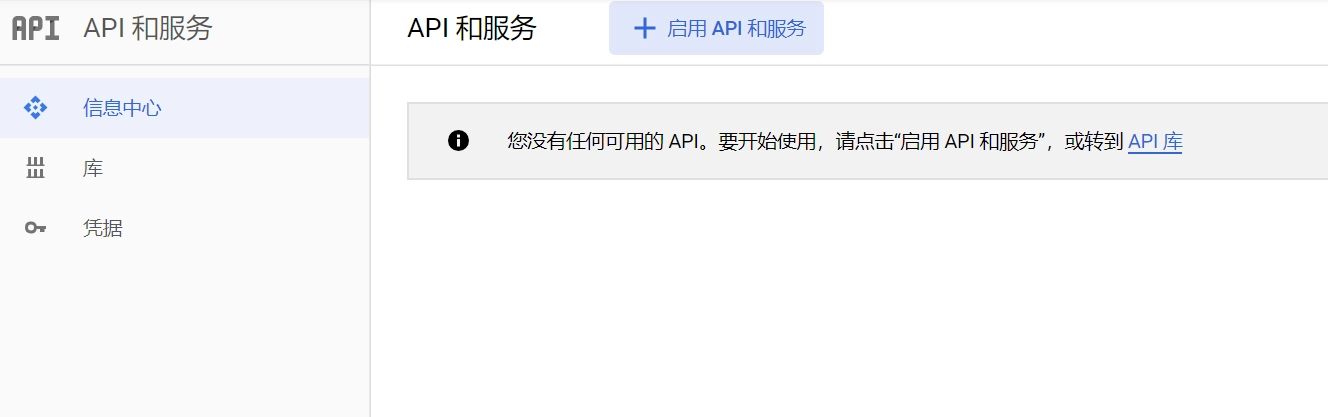 API API 和服务
信息中心
库
凭据
API 和服务
启用 API 和服务
您没有任何可用的 API。要开始使用，请点击“启用 API 和服务”，或转到 API 库